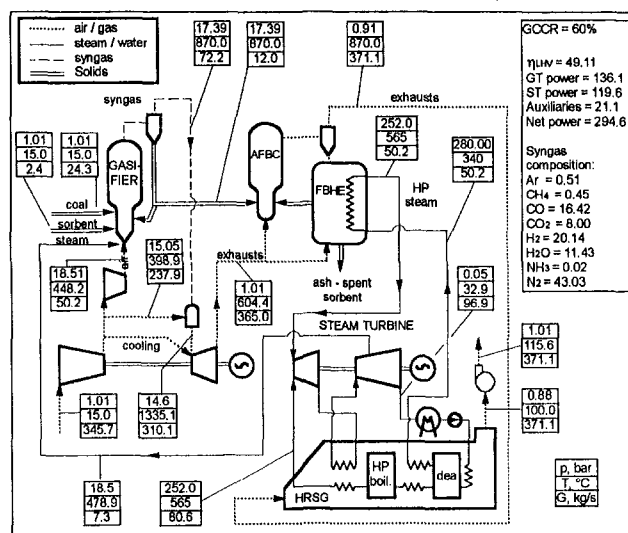 air / gas
steam / water
syngas
Solids
17.39
870.0
72.2
17.39
870.0
12.0
0.91
870.0
371.1
GCCR = 60%
ηLHV = 49.11
GT power = 136.1
ST power = 119.6
Auxiliaries = 21.1
Net power = 294.6
Syngas
composition:
Ar = 0.51
CH4 = 0.45
CO = 16.42
CO2 = 8.00
H2 = 20.14
H2O = 11.43
NH3 = 0.02
N2 = 43.03
syngas
exhausts
1.01
15.0
2.4
1.01
15.0
24.3
GASI-
FIER
AFBC
FBHE
252.0
565
50.2
HP
steam
280.00
340
50.2
coal
sorbent
steam
air
15.05
398.9
237.9
exhausts
ash - spent
sorbent
18.51
448.2
50.2
1.01
604.4
365.0
0.05
32.9
96.9
STEAM TURBINE
cooling
1.01
115.6
371.1
1.01
15.0
345.7
14.6
1335.1
310.1
0.88
100.0
371.1
18.5
478.9
7.3
252.0
565
80.6
HRSG
HP
boil.
dea
p, bar
T, °C
G, kg/s